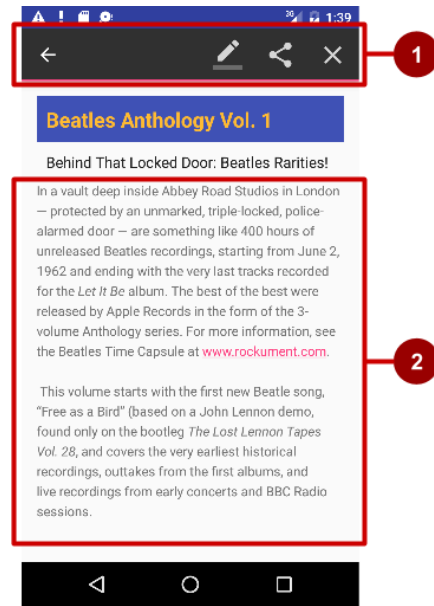 3G 1:39
1
Beatles Anthology Vol. 1
Behind That Locked Door: Beatles Rarities!
In a vault deep inside Abbey Road Studios in London
— protected by an unmarked, triple-locked, police-
alarmed door — are something like 400 hours of
unreleased Beatles recordings, starting from June 2,
1962 and ending with the very last tracks recorded
for the Let It Be album. The best of the best were
released by Apple Records in the form of the 3-
volume Anthology series. For more information, see
the Beatles Time Capsule at www.rockument.com.
2
This volume starts with the first new Beatle song,
“Free as a Bird” (based on a John Lennon demo,
found only on the bootleg The Lost Lennon Tapes
Vol. 28, and covers the very earliest historical
recordings, outtakes from the first albums, and
live recordings from early concerts and BBC Radio
sessions.